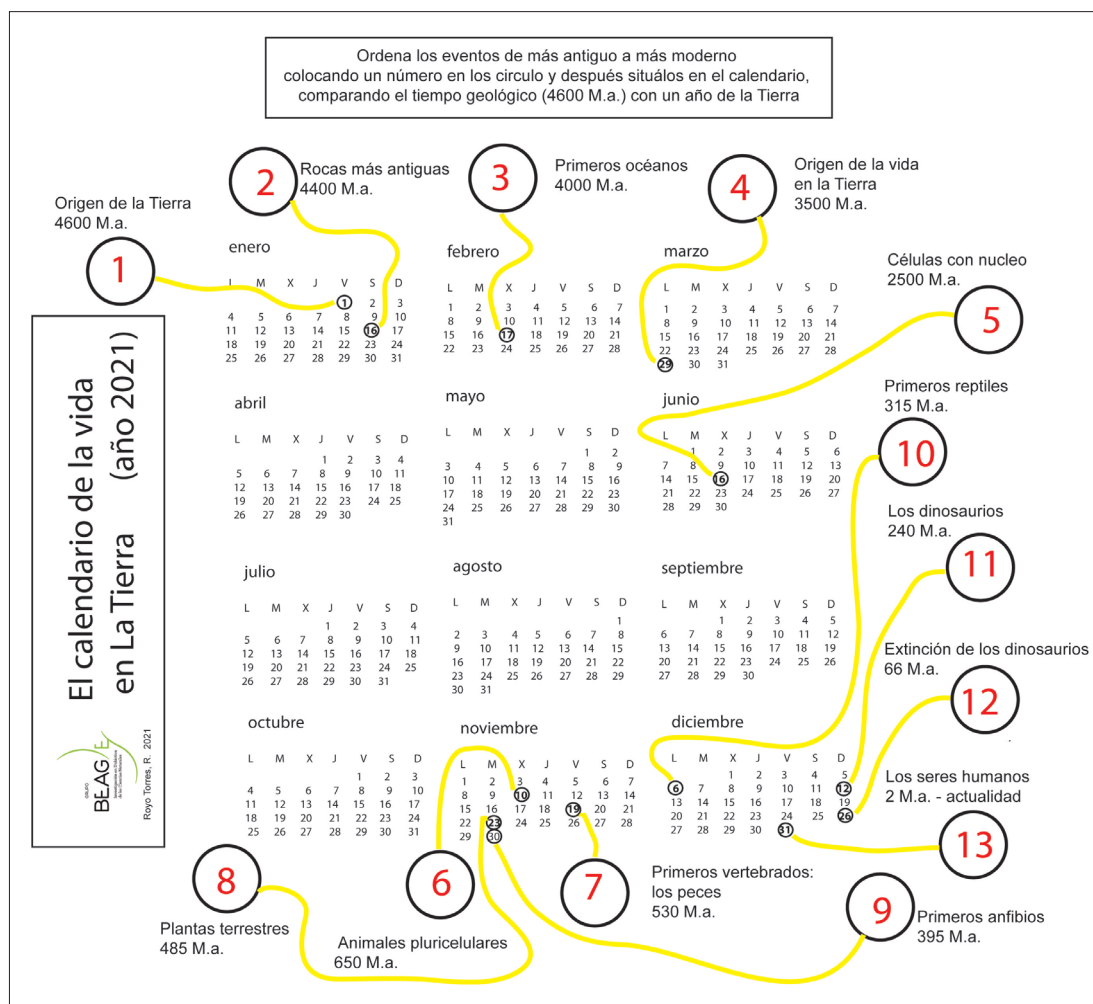 Ordena los eventos de más antiguo a más moderno
colocando un número en los circulo y después situálos en el calendario,
comparando el tiempo geológico (4600 M.a.) con un año de la Tierra
Origen de la Tierra
4600 M.a.
1
2
Rocas más antiguas
4400 M.a.
3
Primeros océanos
4000 M.a.
4
Origen de la vida
en la Tierra
3500 M.a.
Células con nucleo
2500 M.a.
5
Primeros reptiles
315 M.a.
10
Los dinosaurios
240 M.a.
11
Extinción de los dinosaurios
66 M.a.
12
Los seres humanos
2 M.a. - actualidad
13
El calendario de la vida
en La Tierra (año 2021)
GRUPO
BEAGLE
Royo Torres, R. 2021
enero
L M X J V S D
1 2 3
4 5 6 7 8 9 10
11 12 13 14 15 16 17
18 19 20 21 22 23 24
25 26 27 28 29 30 31
febrero
L M X J V S D
1 2 3 4 5 6 7
8 9 10 11 12 13 14
15 16 17 18 19 20 21
22 23 24 25 26 27 28
marzo
L M X J V S D
1 2 3 4 5 6 7
8 9 10 11 12 13 14
15 16 17 18 19 20 21
22 23 24 25 26 27 28
29 30 31
abril
L M X J V S D
1 2 3 4
5 6 7 8 9 10 11
12 13 14 15 16 17 18
19 20 21 22 23 24 25
26 27 28 29 30
mayo
L M X J V S D
1 2
3 4 5 6 7 8 9
10 11 12 13 14 15 16
17 18 19 20 21 22 23
24 25 26 27 28 29 30
31
junio
L M X J V S D
1 2 3 4 5 6
7 8 9 10 11 12 13
14 15 16 17 18 19 20
21 22 23 24 25 26 27
28 29 30
julio
L M X J V S D
1 2 3 4
5 6 7 8 9 10 11
12 13 14 15 16 17 18
19 20 21 22 23 24 25
26 27 28 29 30 31
agosto
L M X J V S D
1
2 3 4 5 6 7 8
9 10 11 12 13 14 15
16 17 18 19 20 21 22
23 24 25 26 27 28 29
30 31
septiembre
L M X J V S D
1 2 3 4 5
6 7 8 9 10 11 12
13 14 15 16 17 18 19
20 21 22 23 24 25 26
27 28 29 30
octubre
L M X J V S D
1 2 3
4 5 6 7 8 9 10
11 12 13 14 15 16 17
18 19 20 21 22 23 24
25 26 27 28 29 30 31
noviembre
L M X J V S D
1 2 3 4 5 6 7
8 9 10 11 12 13 14
15 16 17 18 19 20 21
22 23 24 25 26 27 28
29 30
diciembre
L M X J V S D
1 2 3 4 5
6 7 8 9 10 11 12
13 14 15 16 17 18 19
20 21 22 23 24 25 26
27 28 29 30 31
8
Plantas terrestres
485 M.a.
6
Animales pluricelulares
650 M.a.
7
Primeros vertebrados:
los peces
530 M.a.
9
Primeros anfibios
395 M.a.